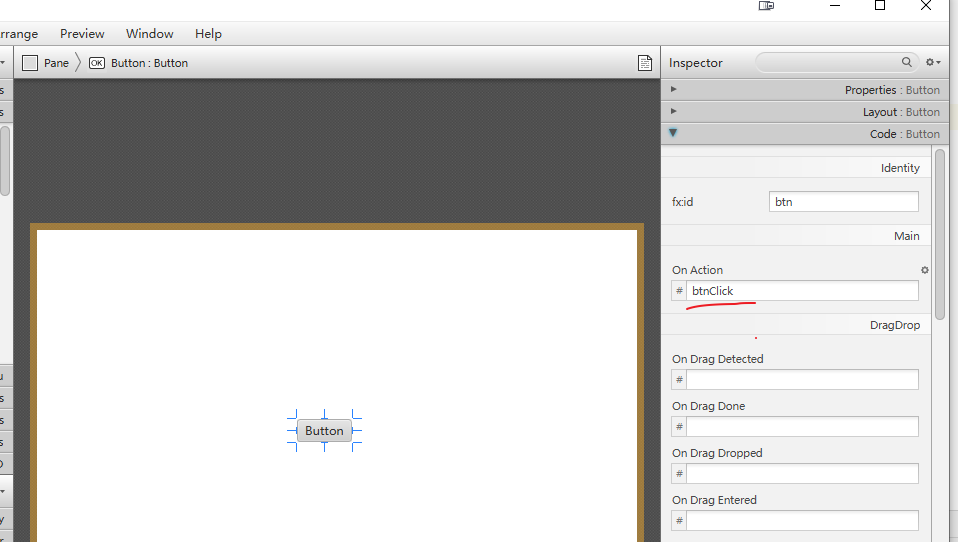 rrange Preview Window Help
Pane OK Button : Button
Inspector
Properties : Button
Layout : Button
Code : Button
Identity
fx:id btn
Main
On Action
# btnClick
DragDrop
On Drag Detected
#
On Drag Done
#
On Drag Dropped
#
On Drag Entered
#
Button